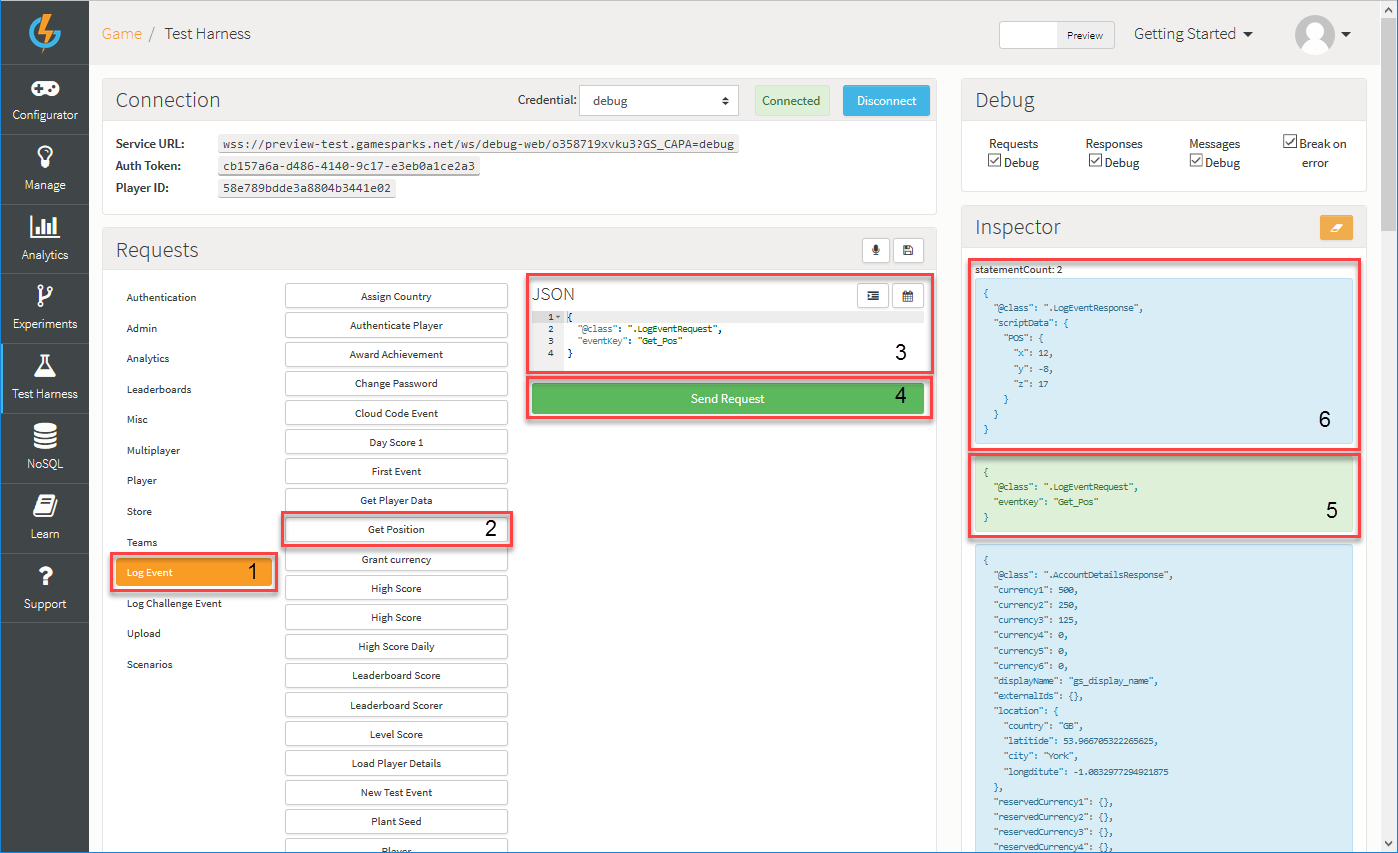 Game / Test Harness
Preview
Getting Started
Configurator
Manage
Analytics
Experiments
Test Harness
NoSQL
Learn
Support
Connection
Credential: debug
Connected
Disconnect
Service URL: wss://preview-test.gamesparks.net/ws/debug-web/o358719xvku3?GS_CAPA=debug
Auth Token: cb157a6a-d486-4140-9c17-e3eb0a1ce2a3
Player ID: 58e789bdde3a8804b3441e02
Requests
Authentication
Admin
Analytics
Leaderboards
Misc
Multiplayer
Player
Store
Teams
Log Event 1
Log Challenge Event
Upload
Scenarios
Assign Country
Authenticate Player
Award Achievement
Change Password
Cloud Code Event
Day Score 1
First Event
Get Player Data
Get Position 2
Grant currency
High Score
High Score
High Score Daily
Leaderboard Score
Leaderboard Scorer
Level Score
Load Player Details
New Test Event
Plant Seed
Player
JSON
1 {
2 "@class": ".LogEventRequest",
3 "eventKey": "Get_Pos"
4 }
3
Send Request 4
Debug
Requests
Debug
Responses
Debug
Messages
Debug
Break on
error
Inspector
statementCount: 2
{
"@class": ".LogEventResponse",
"scriptData": {
"POS": {
"x": 12,
"y": -8,
"z": 17
}
}
}
6
{
"@class": ".LogEventRequest",
"eventKey": "Get_Pos"
}
5
{
"@class": ".AccountDetailsResponse",
"currency1": 500,
"currency2": 250,
"currency3": 125,
"currency4": 0,
"currency5": 0,
"currency6": 0,
"displayName": "gs_display_name",
"externalIds": {},
"location": {
"country": "GB",
"latitide": 53.966705322265625,
"city": "York",
"longditute": -1.0832977294921875
},
"reservedCurrency1": {},
"reservedCurrency2": {},
"reservedCurrency3": {},
"reservedCurrency4": {},